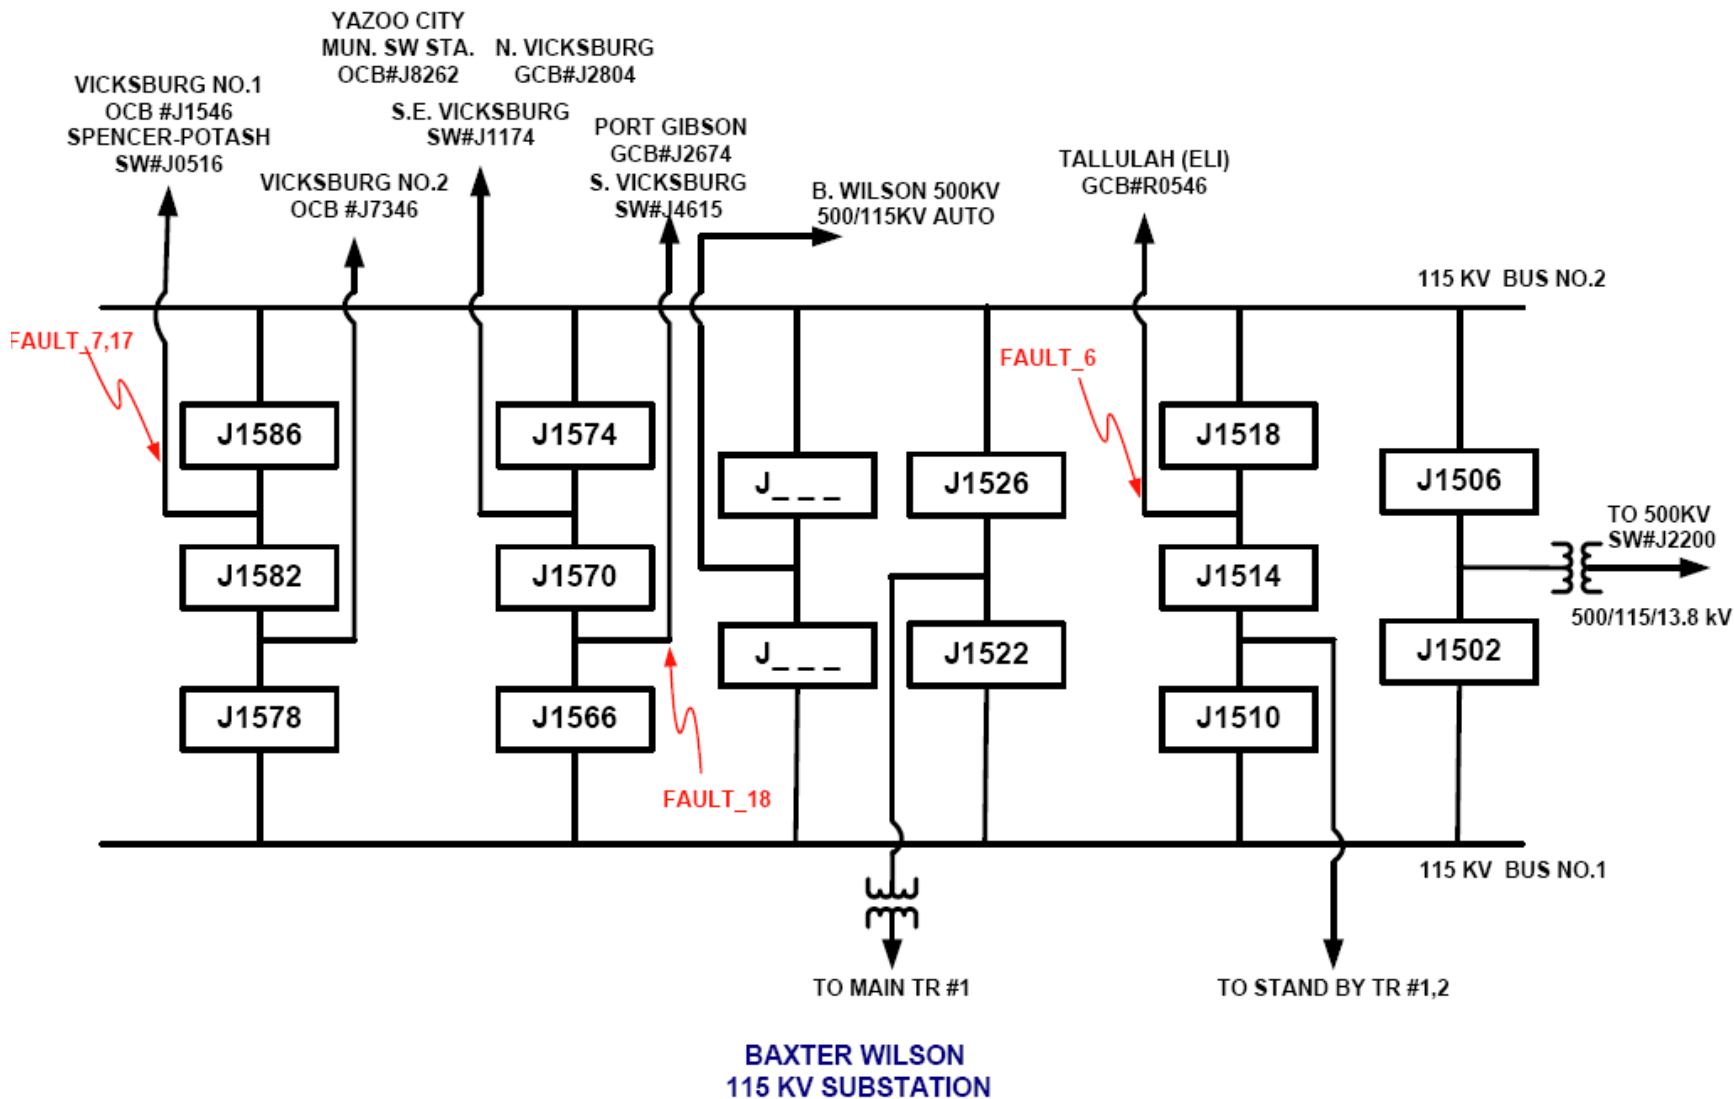 YAZOO CITY
MUN. SW STA.
OCB#J8262
N. VICKSBURG
GCB#J2804
VICKSBURG NO.1
OCB #J1546
SPENCER-POTASH
SW#J0516
S.E. VICKSBURG
SW#J1174
PORT GIBSON
GCB#J2674
S. VICKSBURG
SW#J4615
VICKSBURG NO.2
OCB #J7346
B. WILSON 500KV
500/115KV AUTO
TALLULAH (ELI)
GCB#R0546
115 KV BUS NO.2
FAULT_7,17
FAULT_6
J1586
J1574
J1518
J_ _ _
J1526
J1506
TO 500KV
SW#J2200
J1582
J1570
J1514
500/115/13.8 kV
J_ _ _
J1522
J1502
J1578
J1566
J1510
FAULT_18
115 KV BUS NO.1
TO MAIN TR #1
TO STAND BY TR #1,2
BAXTER WILSON
115 KV SUBSTATION